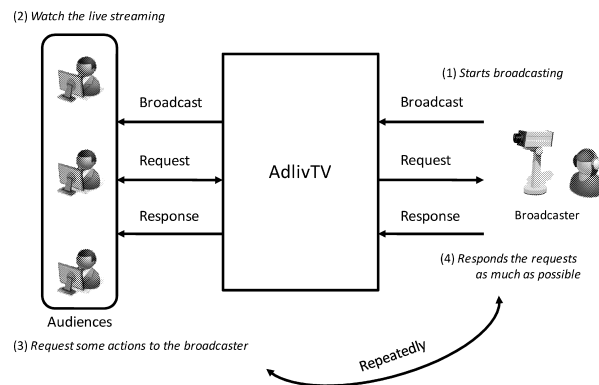 (2) Watch the live streaming
(1) Starts broadcasting
Broadcast
Broadcast
Request
Request
AdlivTV
Response
Response
Broadcaster
(4) Responds the requests
as much as possible
Audiences
(3) Request some actions to the broadcaster
Repeatedly